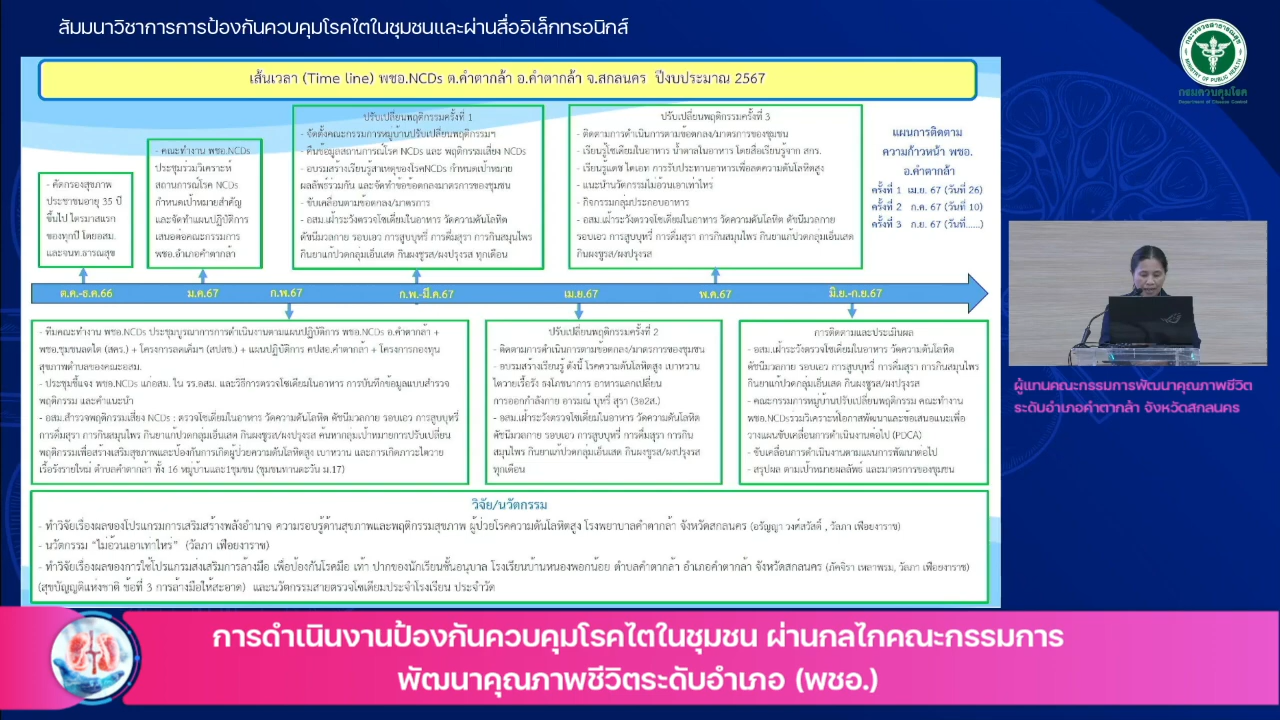 สัมมนาวิชาการการป้องกันควบคุมโรคไตในชุมชนและผ่านสื่ออิเล็กทรอนิกส์
กระทรวงสาธารณสุข
MINISTRY OF PUBLIC HEALTH
กรมควบคุมโรค
Department of Disease Control
เส้นเวลา (Time line) พชอ.NCDs ต.คำตากล้า อ.คำตากล้า จ.สกลนคร ปีงบประมาณ 2567
- คัดกรองสุขภาพ
ประชาชนอายุ 35 ปี
ขึ้นไป ไตรมาสแรก
ของทุกปี โดยอสม.
และจนท.ธารณสุข
- คณะทำงาน พชอ.NCDs
ประชุมร่วมวิเคราะห์
สถานการณ์โรค NCDs
กำหนดเป้าหมายสำคัญ
และจัดทำแผนปฏิบัติการ
เสนอต่อคณะกรรมการ
พชอ.อำเภอคำตากล้า
ปรับเปลี่ยนพฤติกรรมครั้งที่ 1
- จัดตั้งคณะกรรมการหมู่บ้านปรับเปลี่ยนพฤติกรรมฯ
- คืนข้อมูลสถานการณ์โรค NCDs และ พฤติกรรมเสี่ยง NCDs
- อบรมสร้างเรียนรู้สาเหตุของโรคNCDs กำหนดเป้าหมาย
ผลลัพธ์ร่วมกัน และจัดทำข้อข้อตกลงมาตรการของชุมชน
- ขับเคลื่อนตามข้อตกลง/มาตรการ
- อสม.เฝ้าระวังตรวจโซเดี่ยมในอาหาร วัดความดันโลหิต
ดัชนีมวลกาย รอบเอว การสูบบุหรี่ การดื่มสุรา การกินสมุนไพร
กินยาแก้ปวดกลุ่มเอ็นเสด กินผงชูรส/ผงปรุงรส ทุกเดือน
ปรับเปลี่ยนพฤติกรรมครั้งที่ 3
- ติดตามการดำเนินการตามข้อตกลง/มาตรการของชุมชน
- เรียนรู้โซเดี่ยมในอาหาร น้ำตาลในอาหาร โดยสื่อเรียนรู้จาก สคร.
- เรียนรู้แดช ไดเอท การรับประทานอาหารเพื่อลดความดันโลหิตสูง
- แนะนำนวัตกรรมไม่อ้วนเอาเท่าไหร่
- กิจกรรมกลุ่มประกอบอาหาร
- อสม.เฝ้าระวังตรวจโซเดี่ยมในอาหาร วัดความดันโลหิต ดัชนีมวลกาย
รอบเอว การสูบบุหรี่ การดื่มสุรา การกินสมุนไพร กินยาแก้ปวดกลุ่มเอ็นเสด
กินผงชูรส/ผงปรุงรส
แผนการติดตาม
ความก้าวหน้า พชอ.
อ.คำตากล้า
ครั้งที่ 1 เม.ย. 67 (วันที่ 26)
ครั้งที่ 2 ก.ค. 67 (วันที่ 10)
ครั้งที่ 3 ก.ย. 67 (วันที่......)
ต.ค.-ธ.ค.66 ม.ค.67 ก.พ.67 ก.พ.-มี.ค.67 เม.ย.67 พ.ค.67 มิ.ย.-ก.ย.67
- ทีมคณะทำงาน พชอ.NCDs ประชุมบูรณาการการดำเนินงานตามแผนปฏิบัติการ พชอ.NCDs อ.คำตากล้า +
พชอ.ชุมชนลดไต (สคร.) + โครงการลดเค็มฯ (สปสช.) + แผนปฏิบัติการ คปสอ.คำตากล้า + โครงการกองทุน
สุขภาพตำบลของคณะอสม.
- ประชุมชี้แจง พชอ.NCDs แก่อสม. ใน รร.อสม. และวิธีการตรวจโซเดี่ยมในอาหาร การบันทึกข้อมูลแบบสำรวจ
พฤติกรรม และคำแนะนำ
- อสม.สำรวจพฤติกรรมเสี่ยง NCDs : ตรวจโซเดี่ยมในอาหาร วัดความดันโลหิต ดัชนีมวลกาย รอบเอว การสูบบุหรี่
การดื่มสุรา การกินสมุนไพร กินยาแก้ปวดกลุ่มเอ็นเสด กินผงชูรส/ผงปรุงรส ค้นหากลุ่มเป้าหมายการปรับเปลี่ยน
พฤติกรรมเพื่อสร้างเสริมสุขภาพและป้องกันการเกิดผู้ป่วยความดันโลหิตสูง เบาหวาน และการเกิดภาวะไตวาย
เรื้อรังรายใหม่ ตำบลคำตากล้า ทั้ง 16 หมู่บ้านและ1ชุมชน (ชุมชนทานตะวัน ม.17)
ปรับเปลี่ยนพฤติกรรมครั้งที่ 2
- ติดตามการดำเนินการตามข้อตกลง/มาตรการของชุมชน
- อบรมสร้างเรียนรู้ ดังนี้ โรคความดันโลหิตสูง เบาหวาน
ไตวายเรื้อรัง ธงโภชนาการ อาหารแลกเปลี่ยน
การออกกำลังกาย อารมณ์ บุหรี่ สุรา (3อ2ส.)
-อสม.เฝ้าระวังตรวจโซเดี่ยมในอาหาร วัดความดันโลหิต
ดัชนีมวลกาย รอบเอว การสูบบุหรี่ การดื่มสุรา การกิน
สมุนไพร กินยาแก้ปวดกลุ่มเอ็นเสด กินผงชูรส/ผงปรุงรส
ทุกเดือน
การติดตามและประเมินผล
- อสม.เฝ้าระวังตรวจโซเดี่ยมในอาหาร วัดความดันโลหิต
ดัชนีมวลกาย รอบเอว การสูบบุหรี่ การดื่มสุรา การกินสมุนไพร
กินยาแก้ปวดกลุ่มเอ็นเสด กินผงชูรส/ผงปรุงรส
- คณะกรรมการหมู่บ้านปรับเปลี่ยนพฤติกรรม คณะทำงาน
พชอ.NCDsร่วมวิเคราะห์โอกาสพัฒนาและข้อเสนอแนะเพื่อ
วางแผนขับเคลื่อนการดำเนินงานต่อไป (PDCA)
- ขับเคลื่อนการดำเนินงานตามแผนการพัฒนาต่อไป
- สรุปผล ตามเป้าหมายผลลัพธ์ และมาตรการของชุมชน
วิจัย/นวัตกรรม
- ทำวิจัยเรื่องผลของโปรแกรมการเสริมสร้างพลังอำนาจ ความรอบรู้ด้านสุขภาพและพฤติกรรมสุขภาพ ผู้ป่วยโรคความดันโลหิตสูง โรงพยาบาลคำตากล้า จังหวัดสกลนคร (อรัญญา วงศ์สวัสดิ์ , วัลภา เฟือยงาราช)
- นวัตกรรม “ไม่อ้วนเอาเท่าไหร่” (วัลภา เฟือยงาราช)
- ทำวิจัยเรื่องผลของการใช้โปรแกรมส่งเสริมการล้างมือ เพื่อป้องกันโรคมือ เท้า ปากของนักเรียนชั้นอนุบาล โรงเรียนบ้านหนองพอกน้อย ตำบลคำตากล้า อำเภอคำตากล้า จังหวัดสกลนคร (ภัคจิรา เหลาพรม, วัลภา เฟือยงาราช)
(สุขบัญญัติแห่งชาติ ข้อที่ 3 การล้างมือให้สะอาด) และนวัตกรรมสายตรวจโซเดียมประจำโรงเรียน ประจำวัด
ผู้แทนคณะกรรมการพัฒนาคุณภาพชีวิต
ระดับอำเภอคำตากล้า จังหวัดสกลนคร
การดำเนินงานป้องกันควบคุมโรคไตในชุมชน ผ่านกลไกคณะกรรมการ
พัฒนาคุณภาพชีวิตระดับอำเภอ (พชอ.)